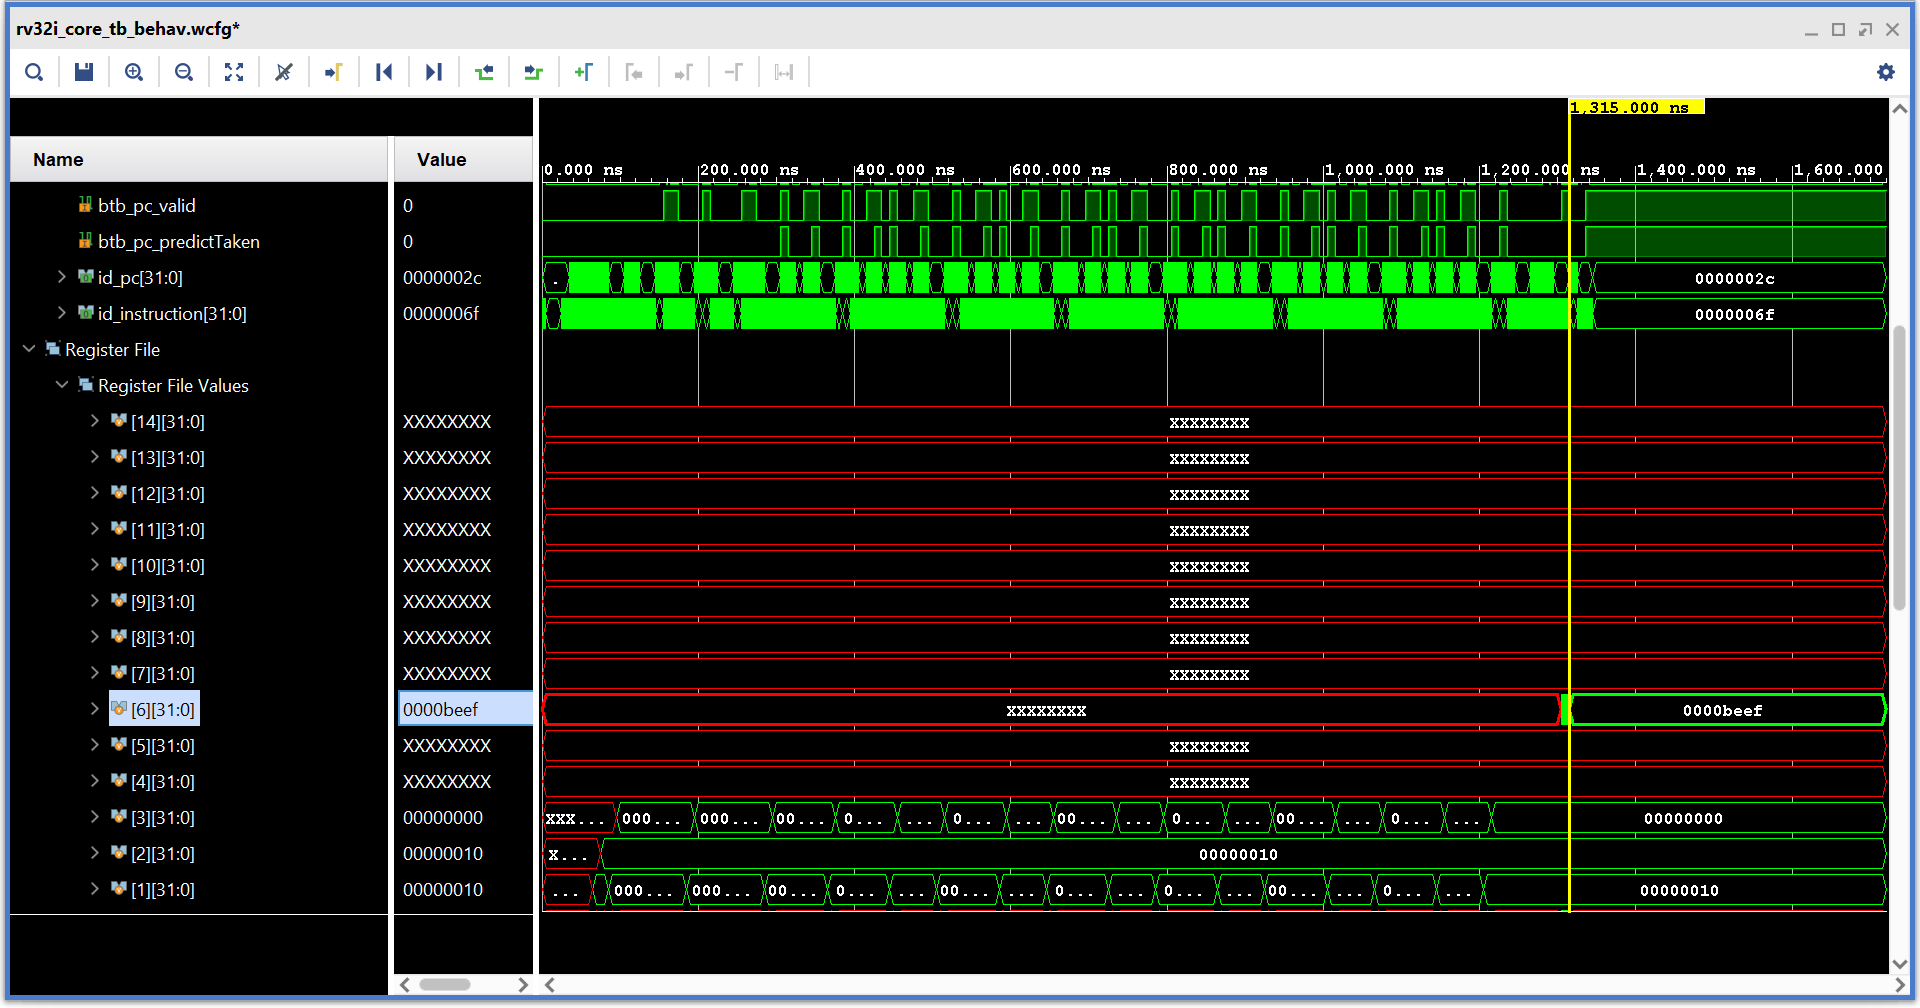 rv32i_core_tb_behav.wcfg*
1,315.000 ns
Name Value
0.000 ns 200.000 ns 400.000 ns 600.000 ns 800.000 ns 1,000.000 ns 1,200.000 ns 1,400.000 ns 1,600.000
btb_pc_valid 0
btb_pc_predictTaken 0
id_pc[31:0] 0000002c . 0000002c
id_instruction[31:0] 0000006f 0000006f
Register File
Register File Values
[14][31:0] XXXXXXXX XXXXXXXX
[13][31:0] XXXXXXXX XXXXXXXX
[12][31:0] XXXXXXXX XXXXXXXX
[11][31:0] XXXXXXXX XXXXXXXX
[10][31:0] XXXXXXXX XXXXXXXX
[9][31:0] XXXXXXXX XXXXXXXX
[8][31:0] XXXXXXXX XXXXXXXX
[7][31:0] XXXXXXXX XXXXXXXX
[6][31:0] 0000beef XXXXXXXX 0000beef
[5][31:0] XXXXXXXX XXXXXXXX
[4][31:0] XXXXXXXX XXXXXXXX
[3][31:0] 00000000 XXX... 000... 000... 00... 0... ... 0... ... 00... ... 0... ... 00... ... 0... ... 00000000
[2][31:0] 00000010 X... 00000010
[1][31:0] 00000010 ... 000... 000... 00... 0... ... 00... ... 0... ... 0... ... 00... ... 0... ... 00000010